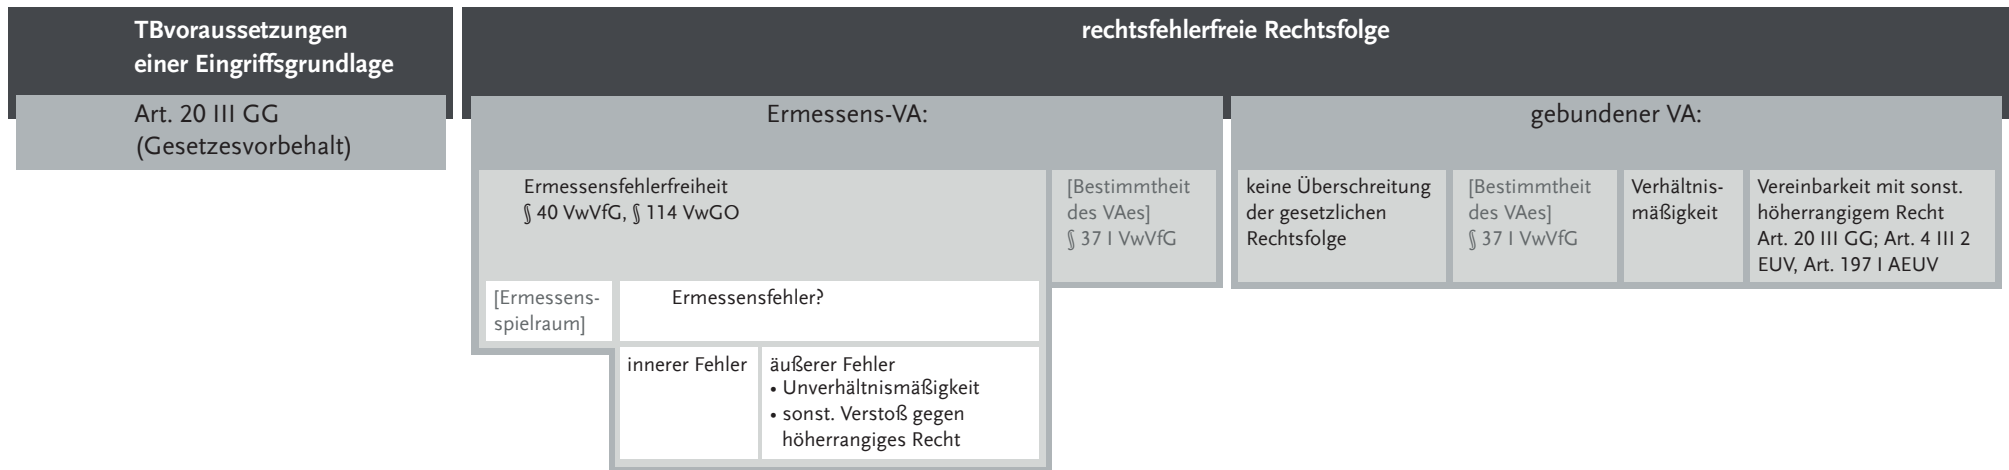 TBvoraussetzungen
einer Eingriffsgrundlage
rechtsfehlerfreie Rechtsfolge
Art. 20 III GG
(Gesetzesvorbehalt)
Ermessens-VA:
gebundener VA:
Ermessensfehlerfreiheit
§ 40 VwVfG, § 114 VwGO
[Bestimmtheit
des VAes]
§ 37 I VwVfG
keine Überschreitung
der gesetzlichen
Rechtsfolge
[Bestimmtheit
des VAes]
§ 37 I VwVfG
Verhältnis-
mäßigkeit
Vereinbarkeit mit sonst.
höherrangigem Recht
Art. 20 III GG; Art. 4 III 2
EUV, Art. 197 I AEUV
[Ermessens-
spielraum]
Ermessensfehler?
innerer Fehler
äußerer Fehler
• Unverhältnismäßigkeit
• sonst. Verstoß gegen
höherrangiges Recht